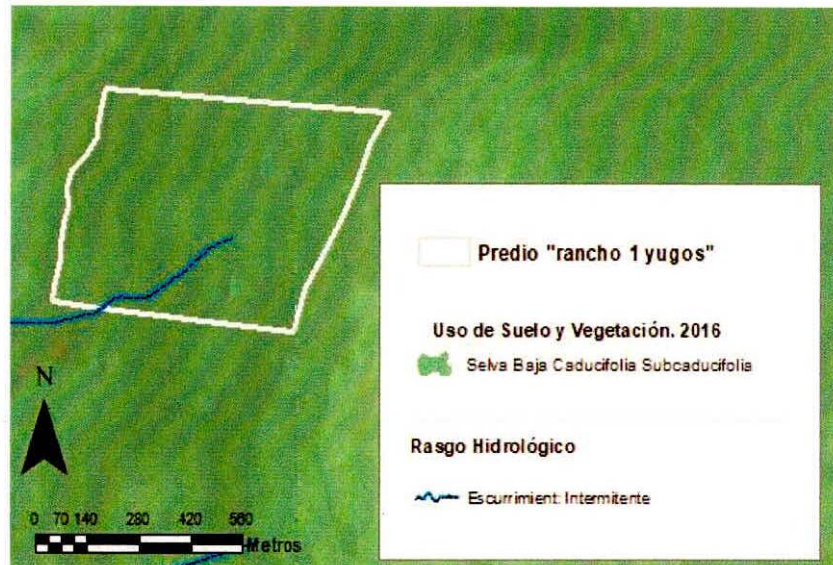 Predio "rancho 1 yugos"
Uso de Suelo y Vegetación. 2016
Selva Baja Caducifolia Subcaducifolia
Rasgo Hidrológico
Escurrimient: Intermitente
N
0 70 140 280 420 560
Metros